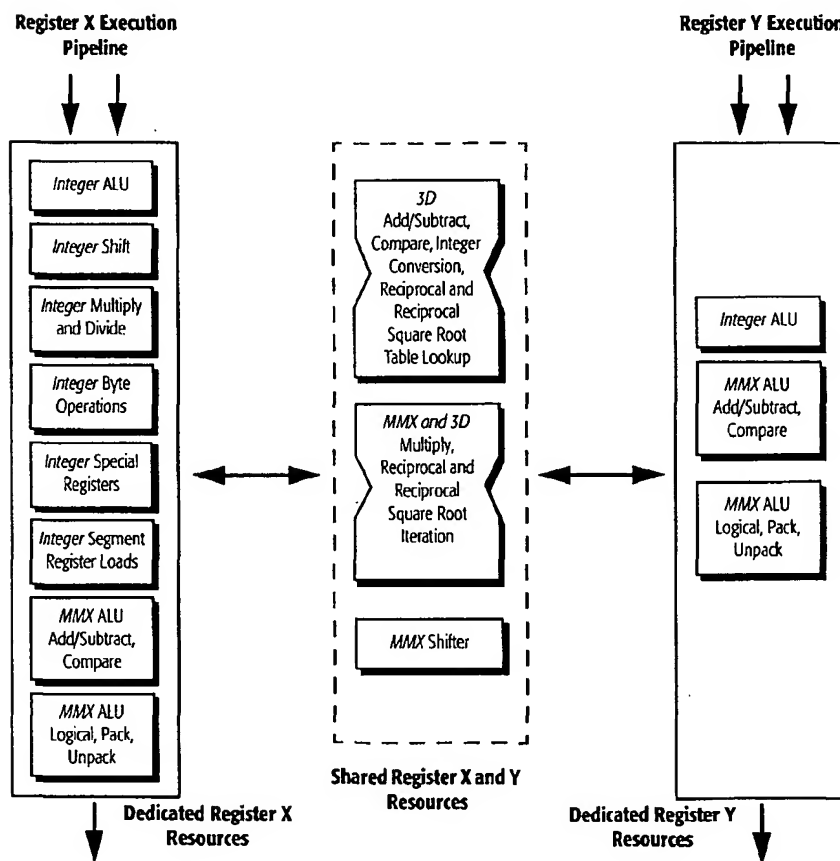 Register X Execution
Pipeline
Register Y Execution
Pipeline
Integer ALU
Integer Shift
Integer Multiply
and Divide
Integer Byte
Operations
Integer Special
Registers
Integer Segment
Register Loads
MMX ALU
Add/Subtract,
Compare
MMX ALU
Logical, Pack,
Unpack
3D
Add/Subtract,
Compare, Integer
Conversion,
Reciprocal and
Reciprocal
Square Root
Table Lookup
MMX and 3D
Multiply,
Reciprocal and
Reciprocal
Square Root
Iteration
MMX Shifter
Integer ALU
MMX ALU
Add/Subtract,
Compare
MMX ALU
Logical, Pack,
Unpack
Shared Register X and Y
Resources
Dedicated Register X
Resources
Dedicated Register Y
Resources